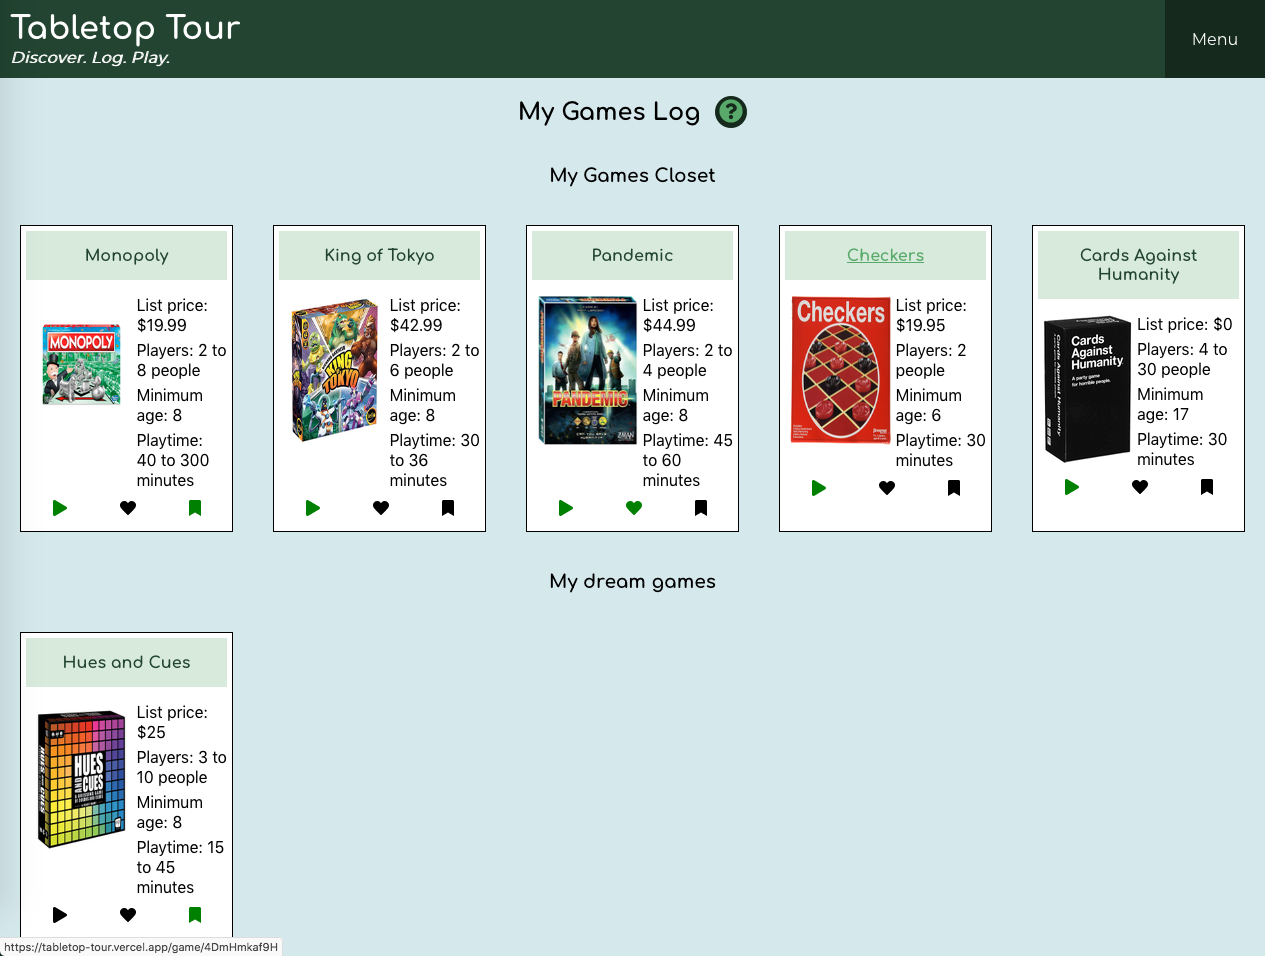 Tabletop Tour
Discover. Log. Play.
Menu
My Games Log ?
My Games Closet
Monopoly
MONOPOLY
List price:
$19.99
Players: 2 to
8 people
Minimum
age: 8
Playtime:
40 to 300
minutes
King of Tokyo
KING OF TOKYO
List price:
$42.99
Players: 2 to
6 people
Minimum
age: 8
Playtime: 30
to 36
minutes
Pandemic
PANDEMIC
List price:
$44.99
Players: 2 to
4 people
Minimum
age: 8
Playtime: 45
to 60
minutes
Checkers
Checkers
List price:
$19.95
Players: 2
people
Minimum
age: 6
Playtime: 30
minutes
Cards Against
Humanity
Cards Against Humanity
Cards
Against
Humanity
A party game
for horrible people.
List price: $0
Players: 4 to
30 people
Minimum
age: 17
Playtime: 30
minutes
My dream games
Hues and Cues
HUES AND CUES
HUES
AND
CUES
List price:
$25
Players: 3 to
10 people
Minimum
age: 8
Playtime: 15
to 45
minutes
https://tabletop-tour.vercel.app/game/4DmHmkaf9H